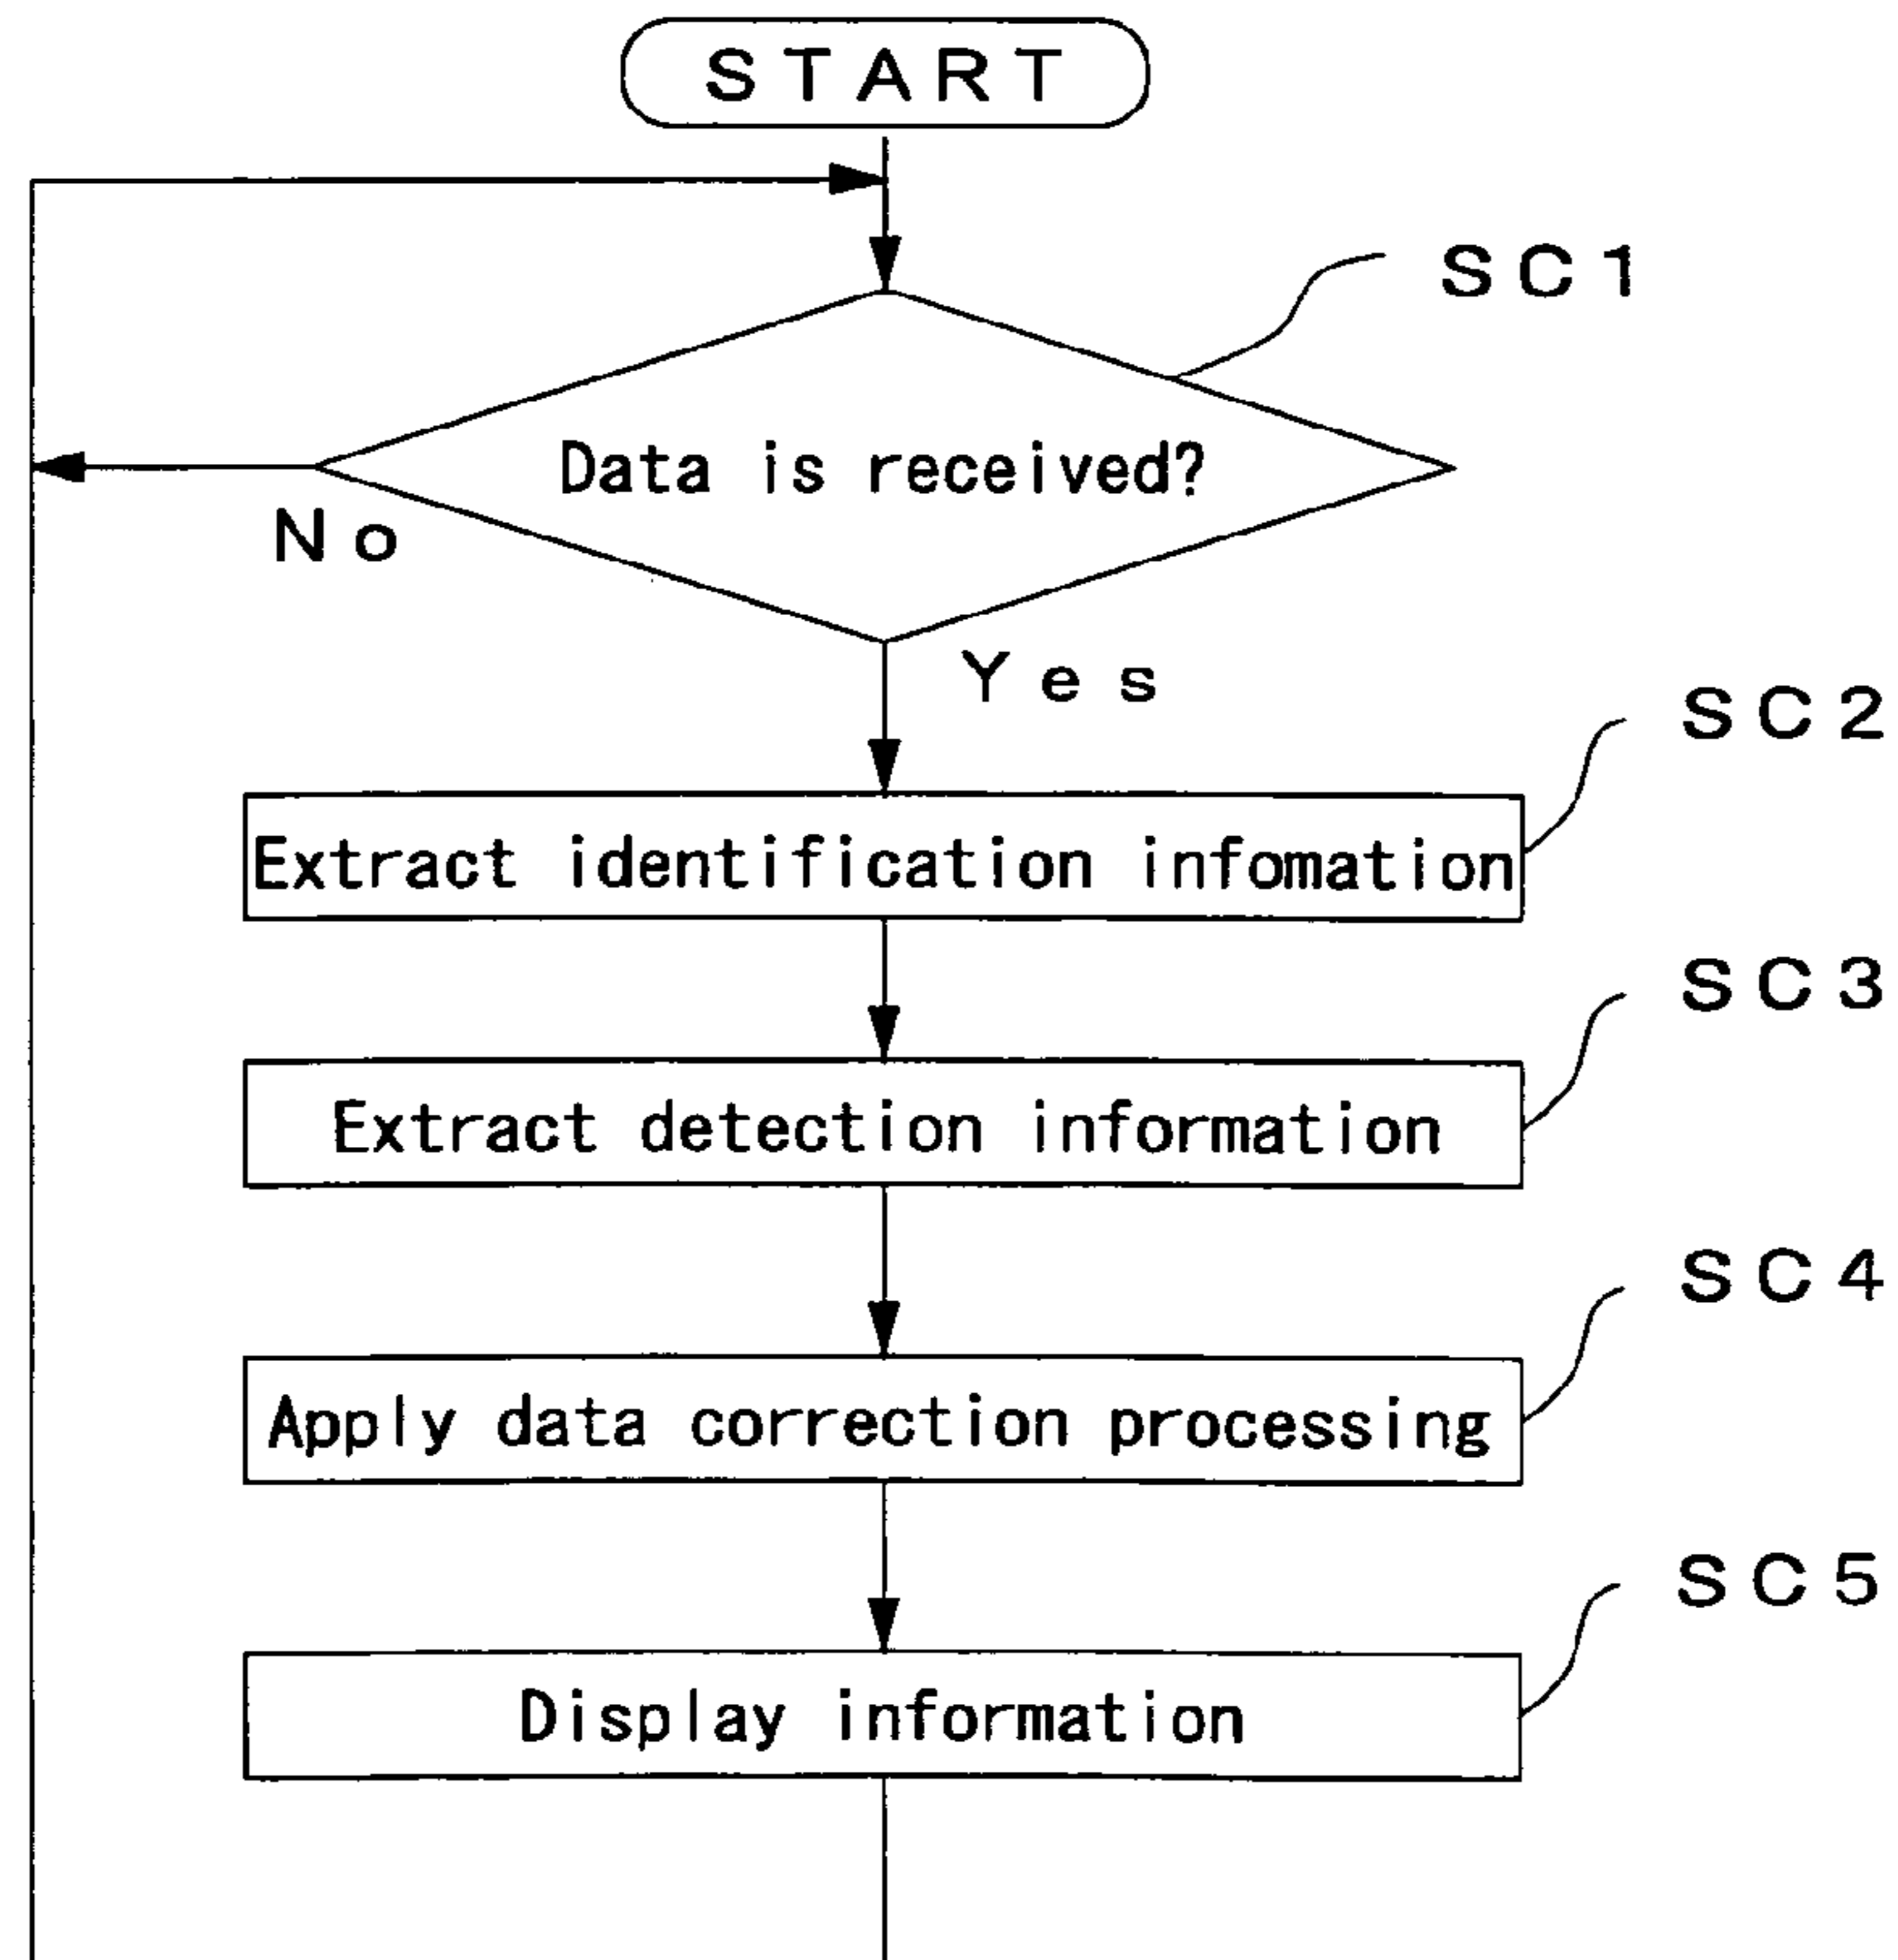 START
SC1
Data is received?
No
Yes
SC2
Extract identification infomation
SC3
Extract detection information
SC4
Apply data correction processing
SC5
Display information